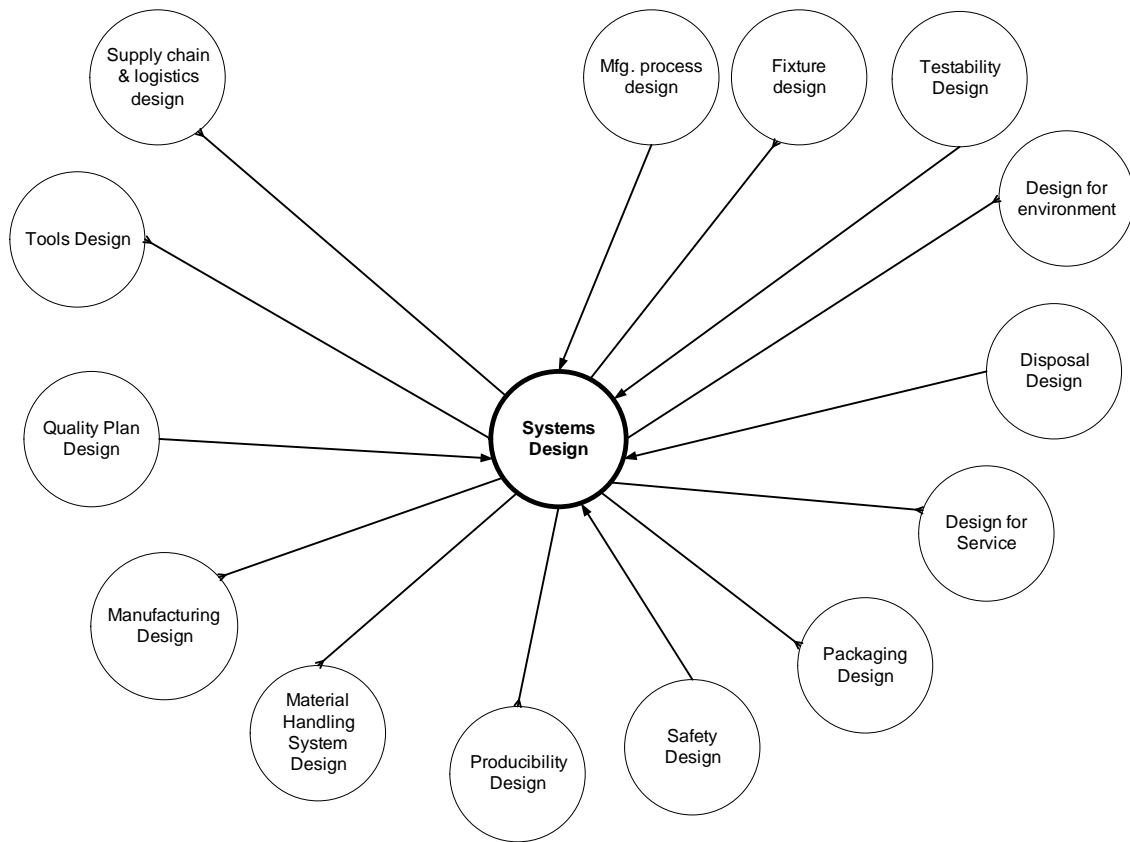 Supply chain
& logistics
design
Mfg. process
design
Fixture
design
Testability
Design
Design for
environment
Tools Design
Disposal
Design
Quality Plan
Design
Systems
Design
Design for
Service
Manufacturing
Design
Packaging
Design
Material
Handling
System
Design
Safety
Design
Producibility
Design